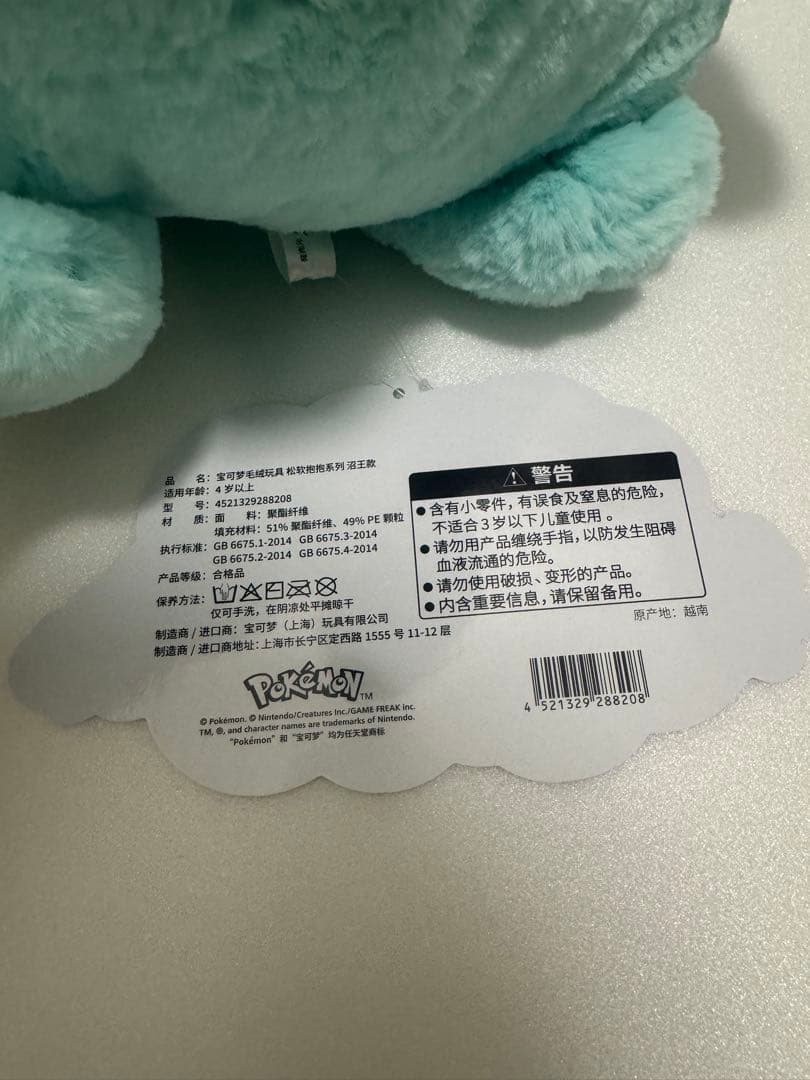 品 名：宝可梦毛绒玩具 松软抱抱系列 沼王款
适用年龄：4 岁以上
型 号：4521329288208
材 质：面 料：聚酯纤维
填充材料：51% 聚酯纤维、49% PE 颗粒
执行标准：GB 6675.1-2014 GB 6675.3-2014
GB 6675.2-2014 GB 6675.4-2014
产品等级：合格品
保养方法：
仅可手洗，在阴凉处平摊晾干
制造商 / 进口商：宝可梦（上海）玩具有限公司
制造商 / 进口商地址：上海市长宁区定西路 1555 号 11-12 层
警告
●含有小零件，有误食及窒息的危险，
不适合 3 岁以下儿童使用 。
●请勿用产品缠绕手指，以防发生阻碍
血液流通的危险。
●请勿使用破损、变形的产品。
●内含重要信息，请保留备用。
原产地：越南
POKéMON TM
© Pokémon. © Nintendo/Creatures Inc./GAME FREAK inc.
TM, ®, and character names are trademarks of Nintendo.
"Pokémon" 和 "宝可梦" 均为任天堂商标
4 521329 288208